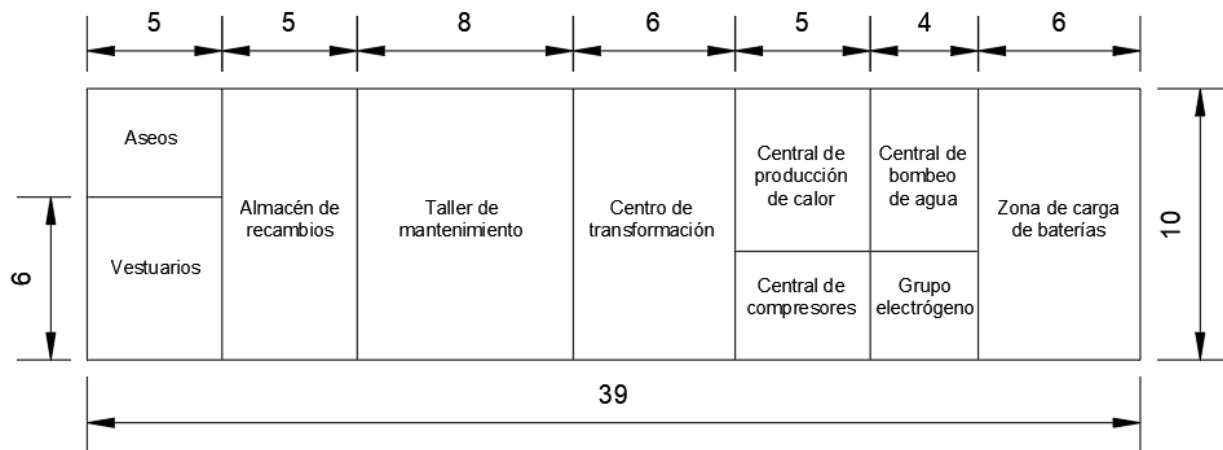 5
5
8
6
5
4
6
Aseos
Vestuarios
6
Almacén de
recambios
Taller de
mantenimiento
Centro de
transformación
Central de
producción
de calor
Central de
compresores
Central de
bombeo
de agua
Grupo
electrógeno
Zona de carga
de baterías
10
39